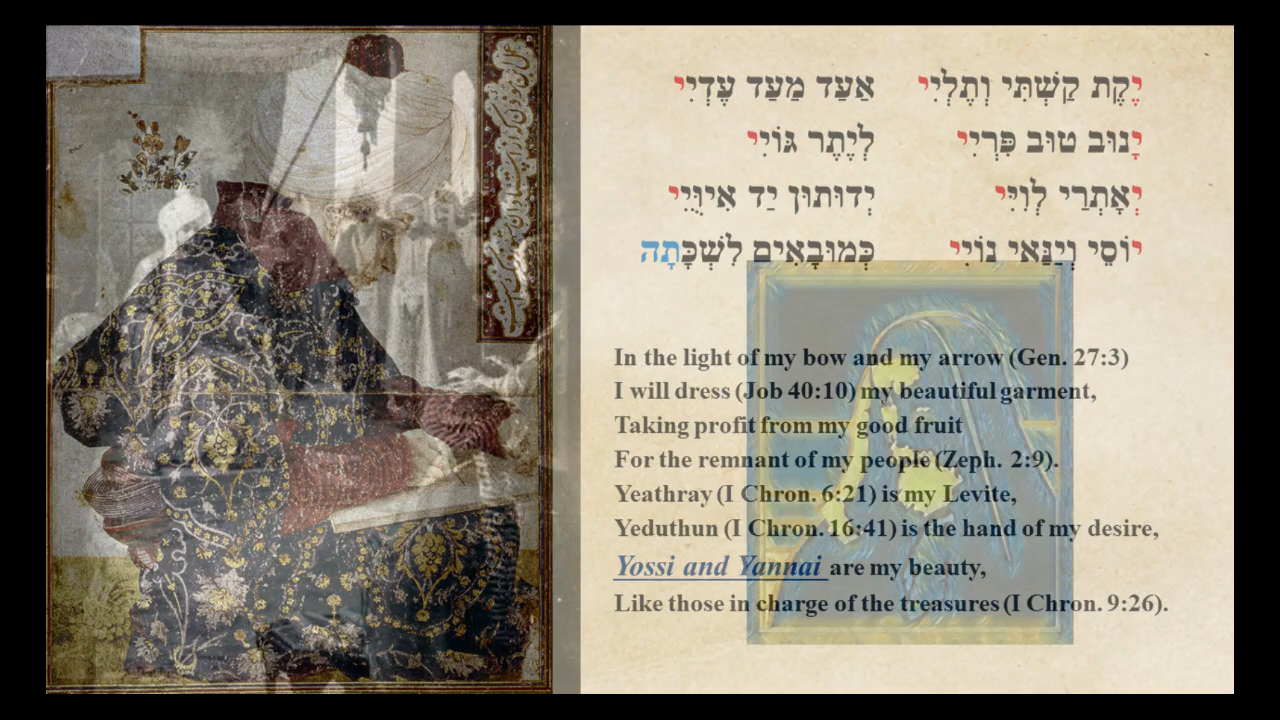 יֶקֶת קַשְׁתִּי וְתֶלְיִי אַעַד מַעַד עֶדְיִי
יָנוּב טוּב פִּרְיִי לְיֶתֶר גּוֹיִי
יְאָתְרַי לְוִיִּי יְדוּתוּן יַד אִיוּוּיִי
יוֹסֵי וְיַנַּאי נוֹיִי כְּמוּבָאִים לִשְׁכָּתָה
In the light of my bow and my arrow (Gen. 27:3)
I will dress (Job 40:10) my beautiful garment,
Taking profit from my good fruit
For the remnant of my people (Zeph. 2:9).
Yeathray (I Chron. 6:21) is my Levite,
Yeduthun (I Chron. 16:41) is the hand of my desire,
Yossi and Yannai are my beauty,
Like those in charge of the treasures (I Chron. 9:26).